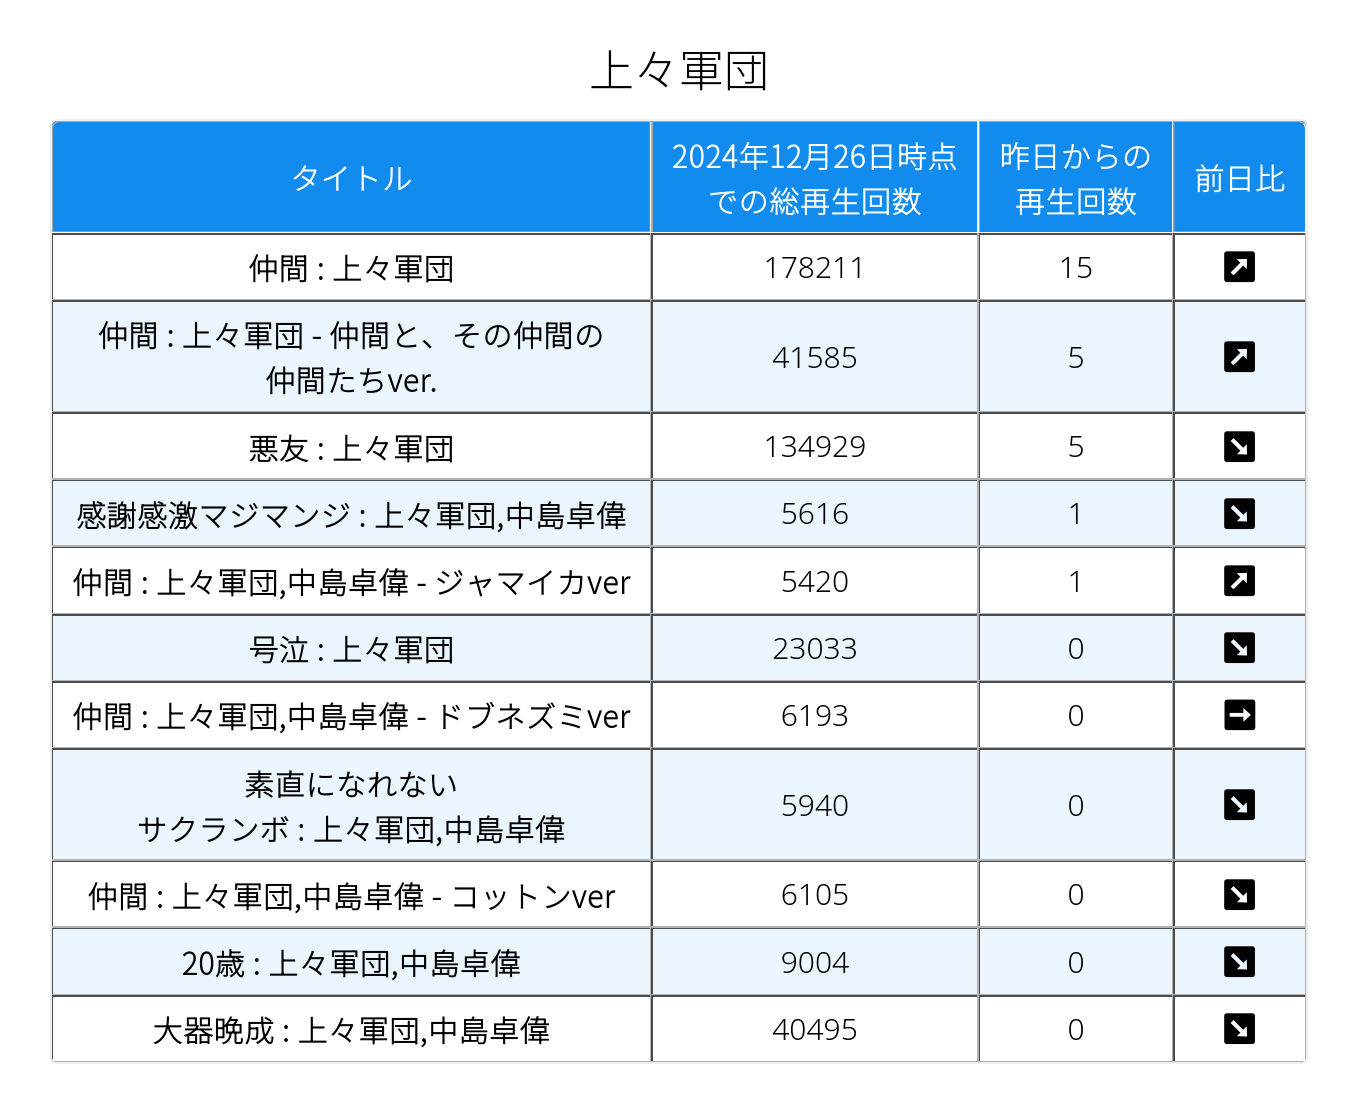 上々軍団
タイトル
2024年12月26日時点
での総再生回数
昨日からの
再生回数
前日比
仲間 : 上々軍団
178211
15
仲間 : 上々軍団 - 仲間と、その仲間の
仲間たちver.
41585
5
悪友 : 上々軍団
134929
5
感謝感激マジマンジ : 上々軍団,中島卓偉
5616
1
仲間 : 上々軍団,中島卓偉 - ジャマイカver
5420
1
号泣 : 上々軍団
23033
0
仲間 : 上々軍団,中島卓偉 - ドブネズミver
6193
0
素直になれない
サクランボ : 上々軍団,中島卓偉
5940
0
仲間 : 上々軍団,中島卓偉 - コットンver
6105
0
20歳 : 上々軍団,中島卓偉
9004
0
大器晩成 : 上々軍団,中島卓偉
40495
0